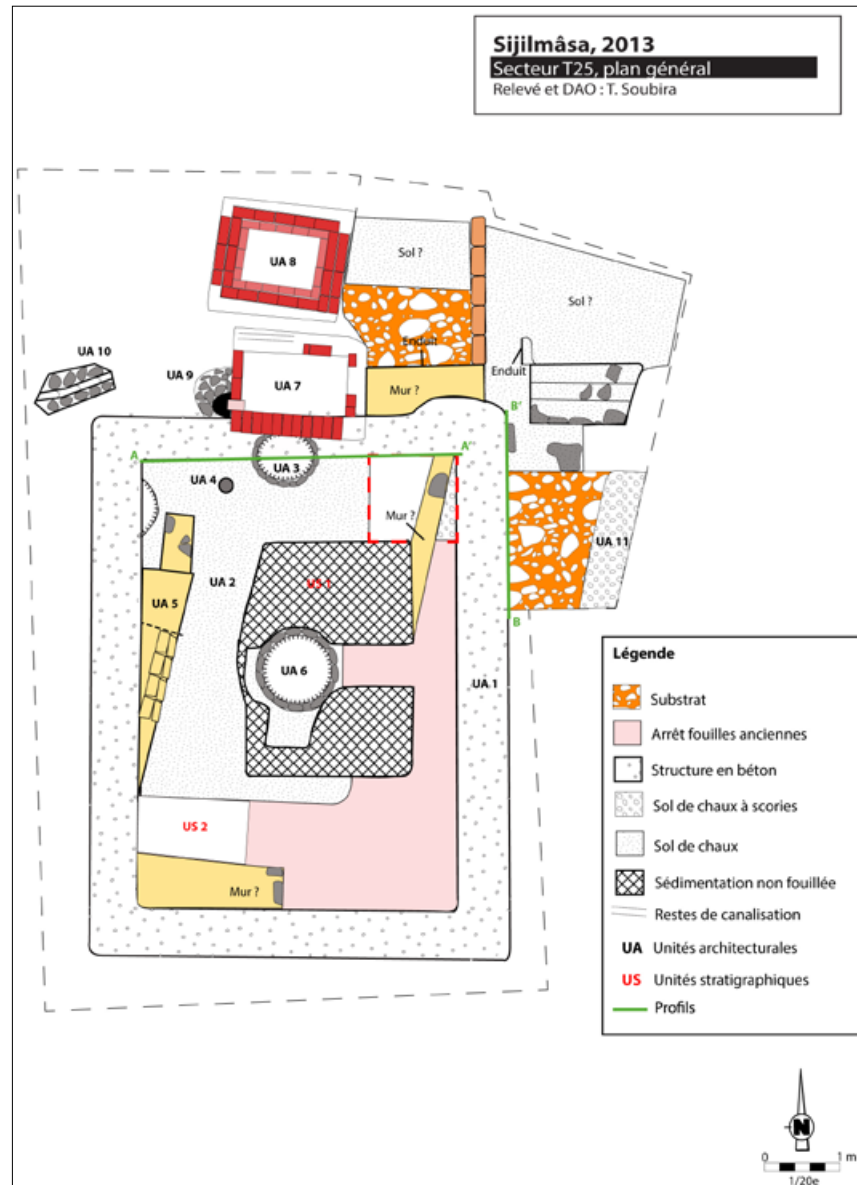 Sijilmâsa, 2013
Secteur T25, plan général
Relevé et DAO : T. Soubira
UA 8
Sol ?
Sol ?
Enduit
UA 10
UA 9
UA 7
Mur ?
Enduit
B'
A
A'
UA 3
UA 4
Mur ?
UA 11
UA 2
US 1
UA 5
B
UA 6
UA 1
US 2
Mur ?
Légende
Substrat
Arrêt fouilles anciennes
Structure en béton
Sol de chaux à scories
Sol de chaux
Sédimentation non fouillée
Restes de canalisation
UA Unités architecturales
US Unités stratigraphiques
Profils
N
0 1 m
1/20e